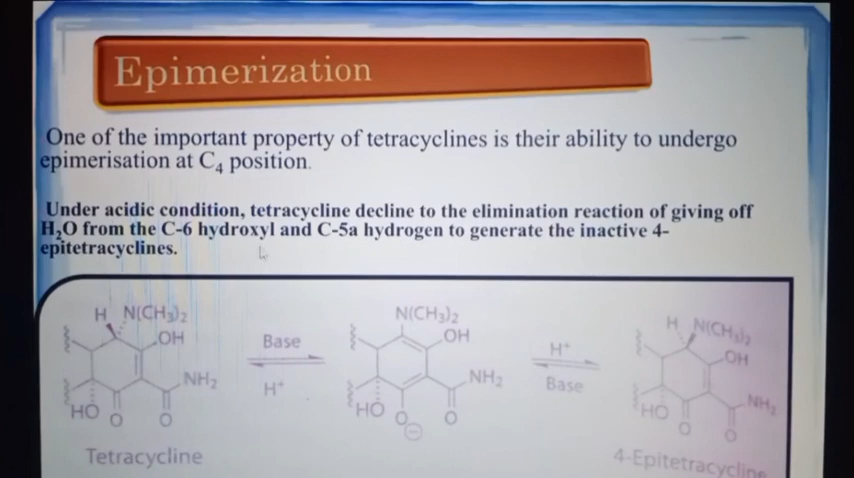 Epimerization
One of the important property of tetracyclines is their ability to undergo
epimerisation at C₄ position.
Under acidic condition, tetracycline decline to the elimination reaction of giving off
H₂O from the C-6 hydroxyl and C-5a hydrogen to generate the inactive 4-
epitetracyclines.
H N(CH₃)₂
OH
NH₂
HO O O
Base
H⁺
Tetracycline
N(CH₃)₂
OH
NH₂
HO O⊖ O
H⁺
Base
H N(CH₃)₂
OH
NH₂
HO O O
4-Epitetracycline